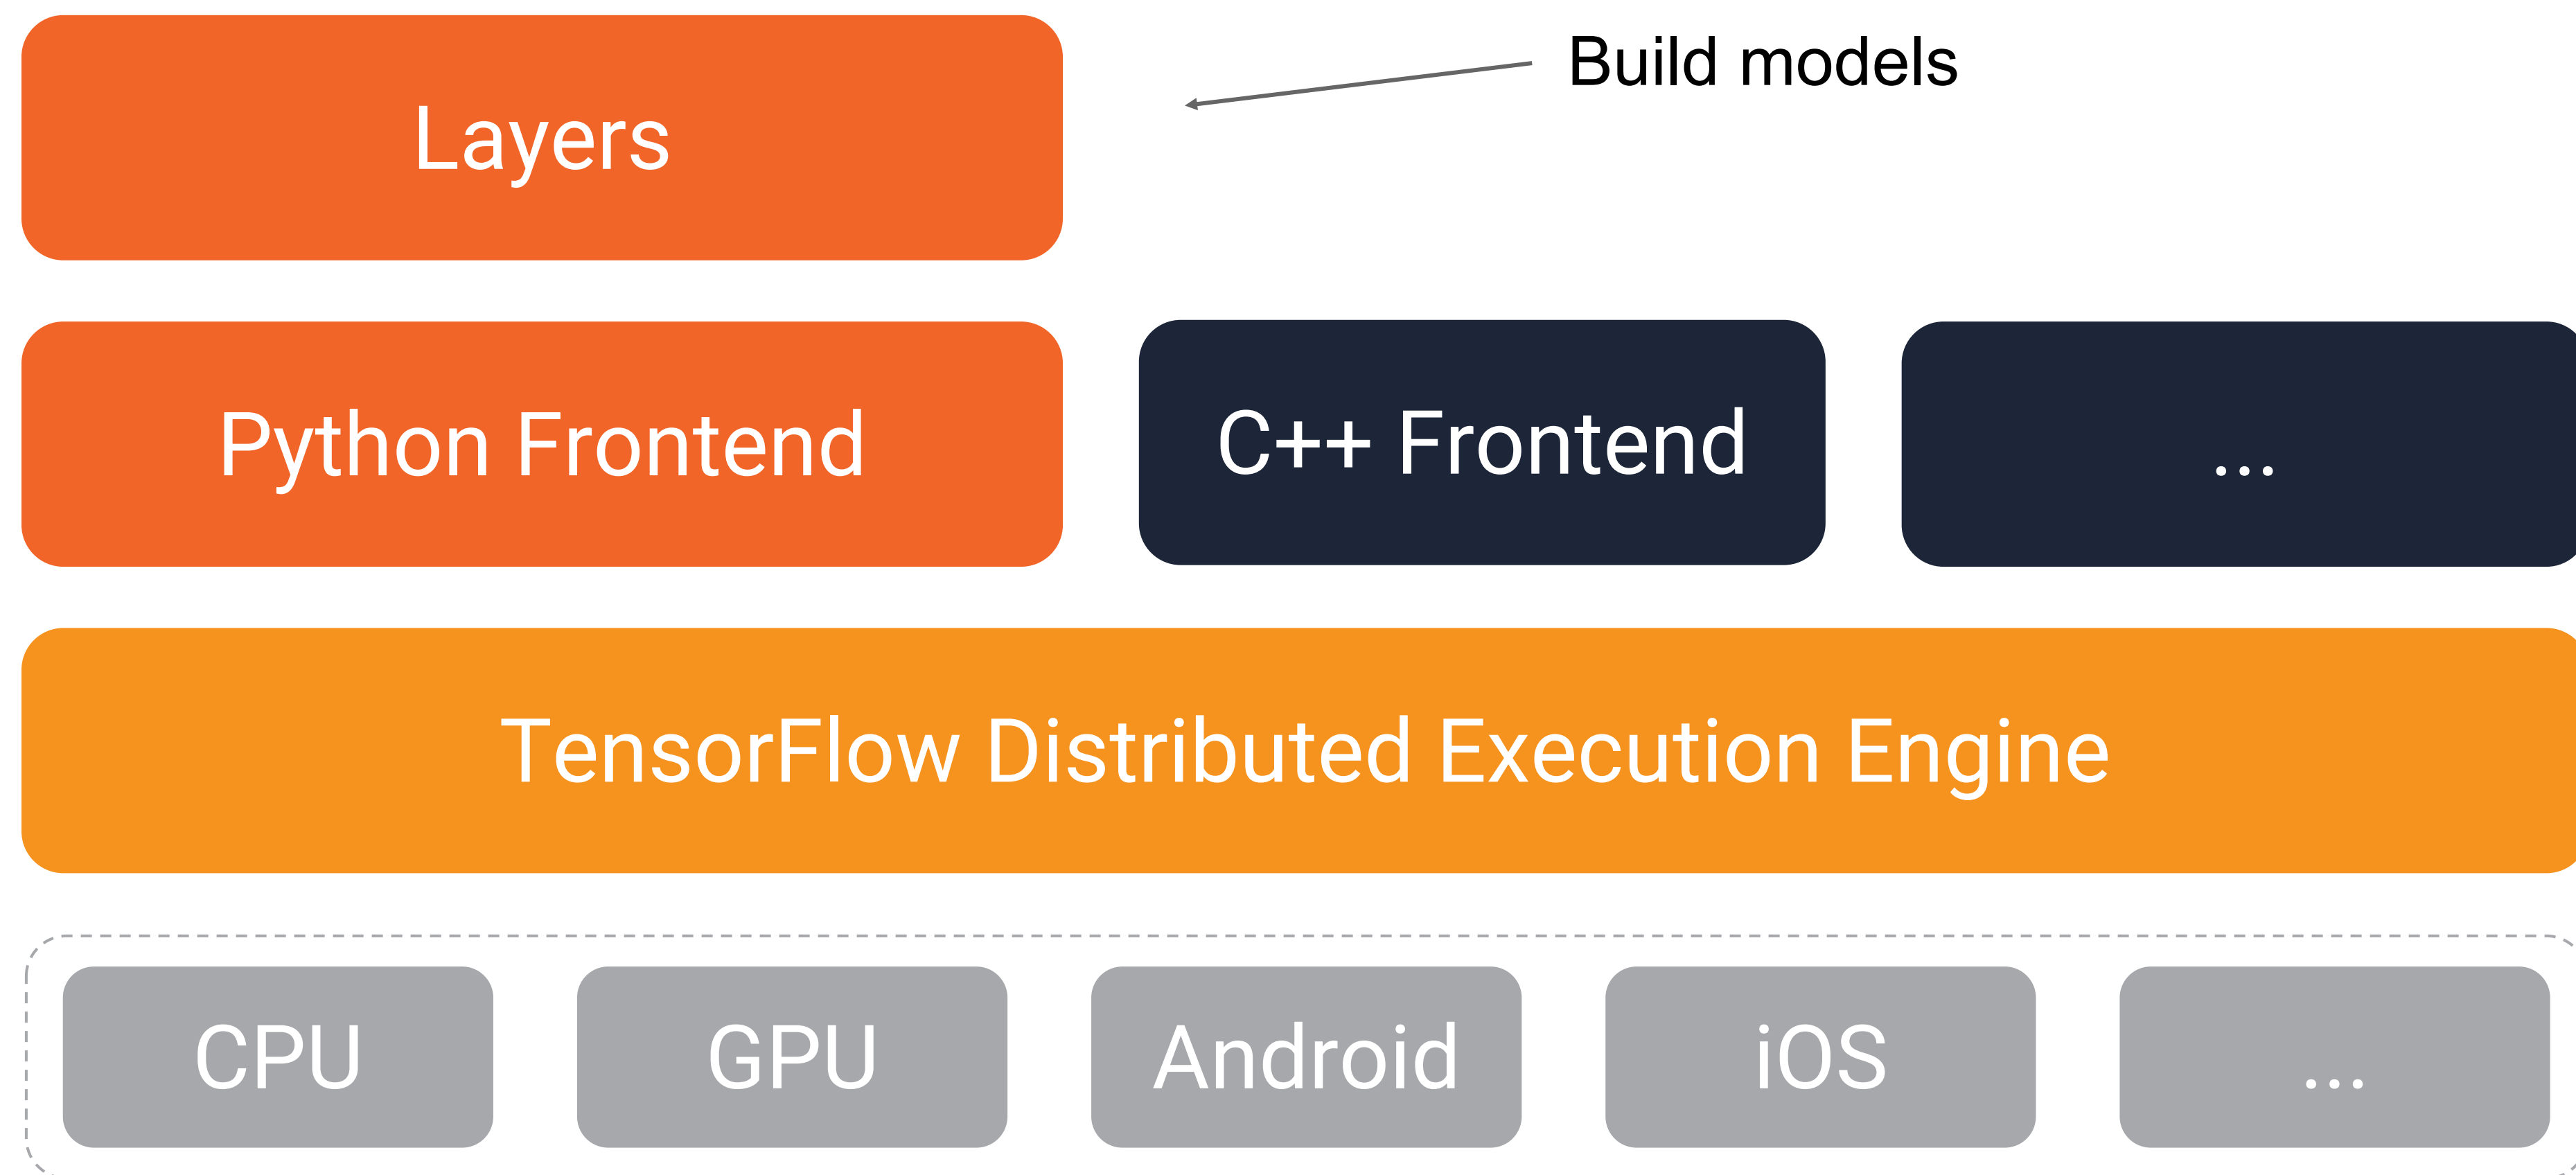 Build models
Layers
Python Frontend
C++ Frontend
...
TensorFlow Distributed Execution Engine
CPU
GPU
Android
iOS
...